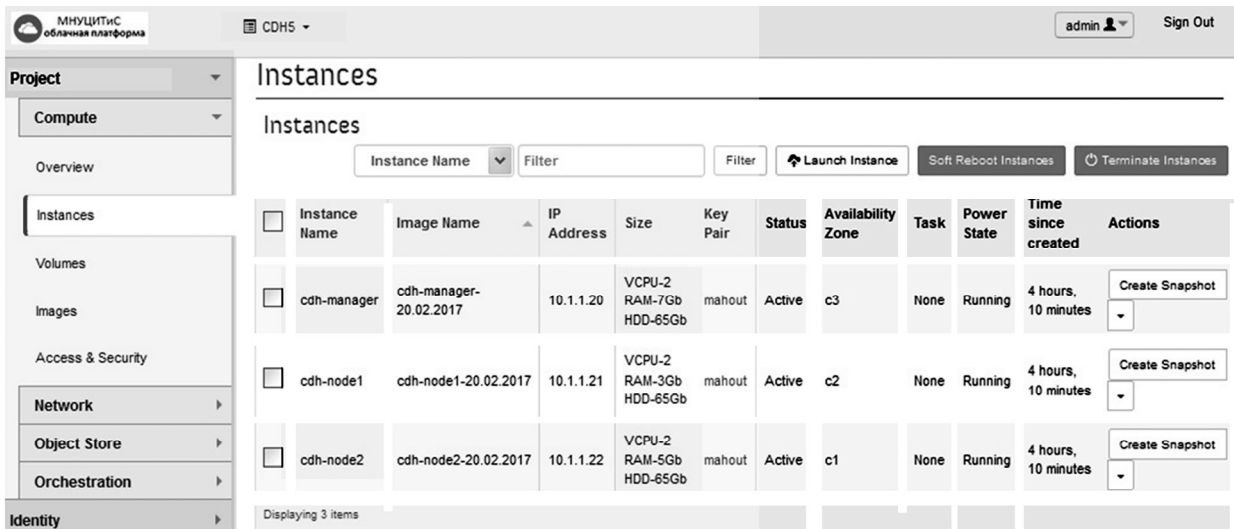 МНУЦИТиС
облачная платформа
CDH5
admin
Sign Out
Project
Compute
Overview
Instances
Volumes
Images
Access & Security
Network
Object Store
Orchestration
Identity
Instances
Instances
Instance Name Filter Filter Launch Instance Soft Reboot Instances Terminate Instances
Instance Name Image Name IP Address Size Key Pair Status Availability Zone Task Power State Time since created Actions
cdh-manager cdh-manager-20.02.2017 10.1.1.20 VCPU-2 RAM-7Gb HDD-65Gb mahout Active c3 None Running 4 hours, 10 minutes Create Snapshot
cdh-node1 cdh-node1-20.02.2017 10.1.1.21 VCPU-2 RAM-3Gb HDD-65Gb mahout Active c2 None Running 4 hours, 10 minutes Create Snapshot
cdh-node2 cdh-node2-20.02.2017 10.1.1.22 VCPU-2 RAM-5Gb HDD-65Gb mahout Active c1 None Running 4 hours, 10 minutes Create Snapshot
Displaying 3 items